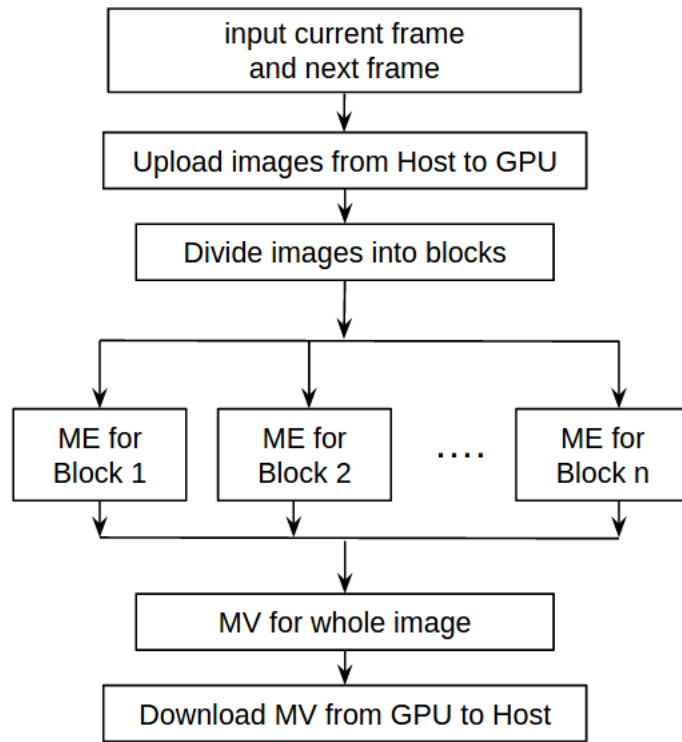 input current frame
and next frame
Upload images from Host to GPU
Divide images into blocks
ME for
Block 1
ME for
Block 2
....
ME for
Block n
MV for whole image
Download MV from GPU to Host